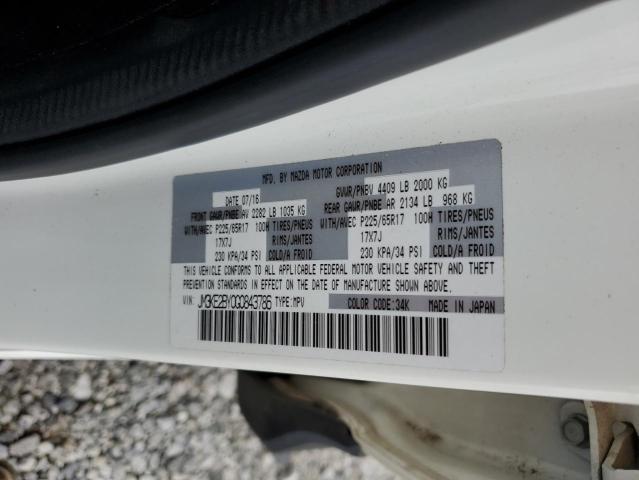 MFD. BY MAZDA MOTOR CORPORATION
DATE 07/16 GVWR/PNBV 4409 LB 2000 KG
FRONT GAWR/PNBE AV 2282 LB 1035 KG REAR GAWR/PNBE AR 2134 LB 968 KG
WITH/AVEC P225/65R17 100H TIRES/PNEUS WITH/AVEC P225/65R17 100H TIRES/PNEUS
17X7J RIMS/JANTES 17X7J RIMS/JANTES
230 KPA/34 PSI COLD/A FROID 230 KPA/34 PSI COLD/A FROID
THIS VEHICLE CONFORMS TO ALL APPLICABLE FEDERAL MOTOR VEHICLE SAFETY AND THEFT
PREVENTION STANDARDS IN EFFECT ON THE DATE OF MANUFACTURE SHOWN ABOVE.
VIN: JM3KE2BY0G0843786 TYPE: MPV COLOR CODE: 34K MADE IN JAPAN